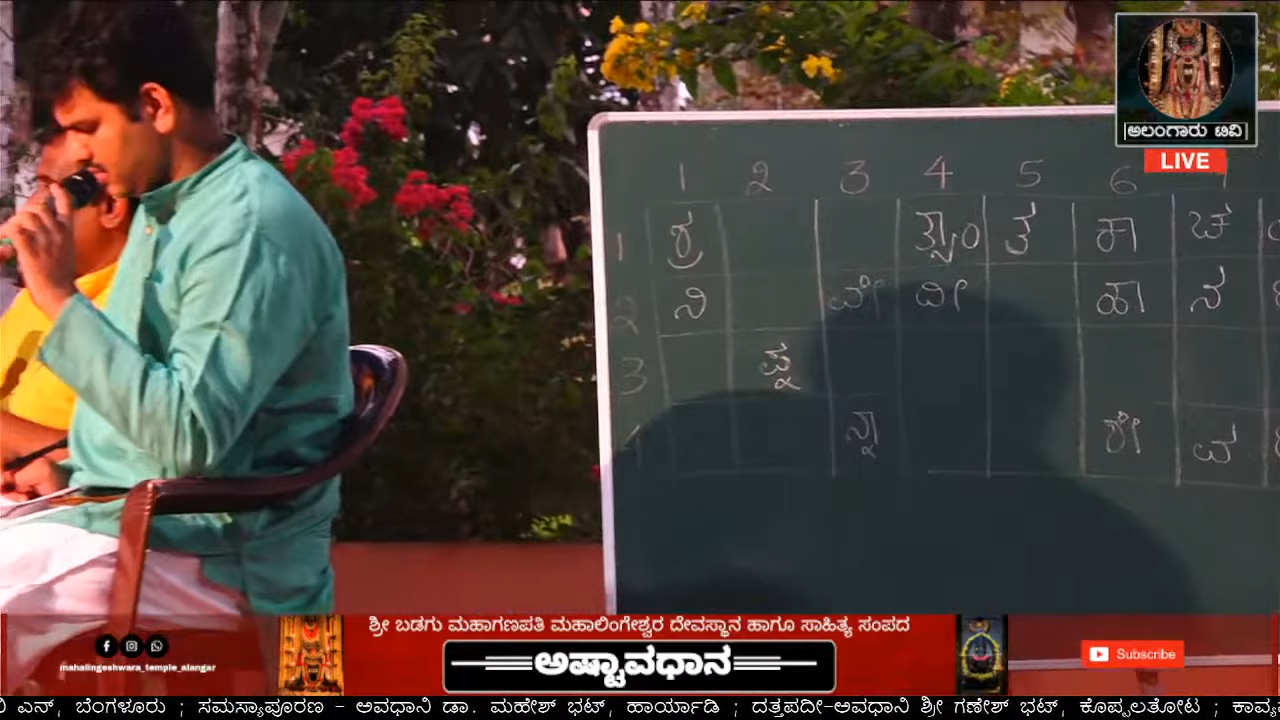 ಅಲಂಗಾರು ಟಿವಿ
LIVE
1 2 3 4 5 6 7
1 ತ ಕಾ ಚ
2 ನಿ ವೇ ವೀ ಹಾ ನ
3 ಪ್ನ
4 ನ್ನಾ ಶೇ ವ
ಶ್ರೀ ಬಡಗು ಮಹಾಗಣಪತಿ ಮಹಾಲಿಂಗೇಶ್ವರ ದೇವಸ್ಥಾನ ಹಾಗೂ ಸಾಹಿತ್ಯ ಸಂಪದ
ಅಷ್ಟಾವಧಾನ
mahalingeshwara_temple_alangar
Subscribe
ಎನ್, ಬೆಂಗಳೂರು ; ಸಮಸ್ಯಾಪೂರಣ - ಅವಧಾನಿ ಡಾ. ಮಹೇಶ್ ಭಟ್, ಹಾರ್ಯಾಡಿ ; ದತ್ತಪದೀ-ಅವಧಾನಿ ಶ್ರೀ ಗಣೇಶ್ ಭಟ್, ಕೊಪ್ಪಲತೋಟ ; ಕಾವ್ಯ